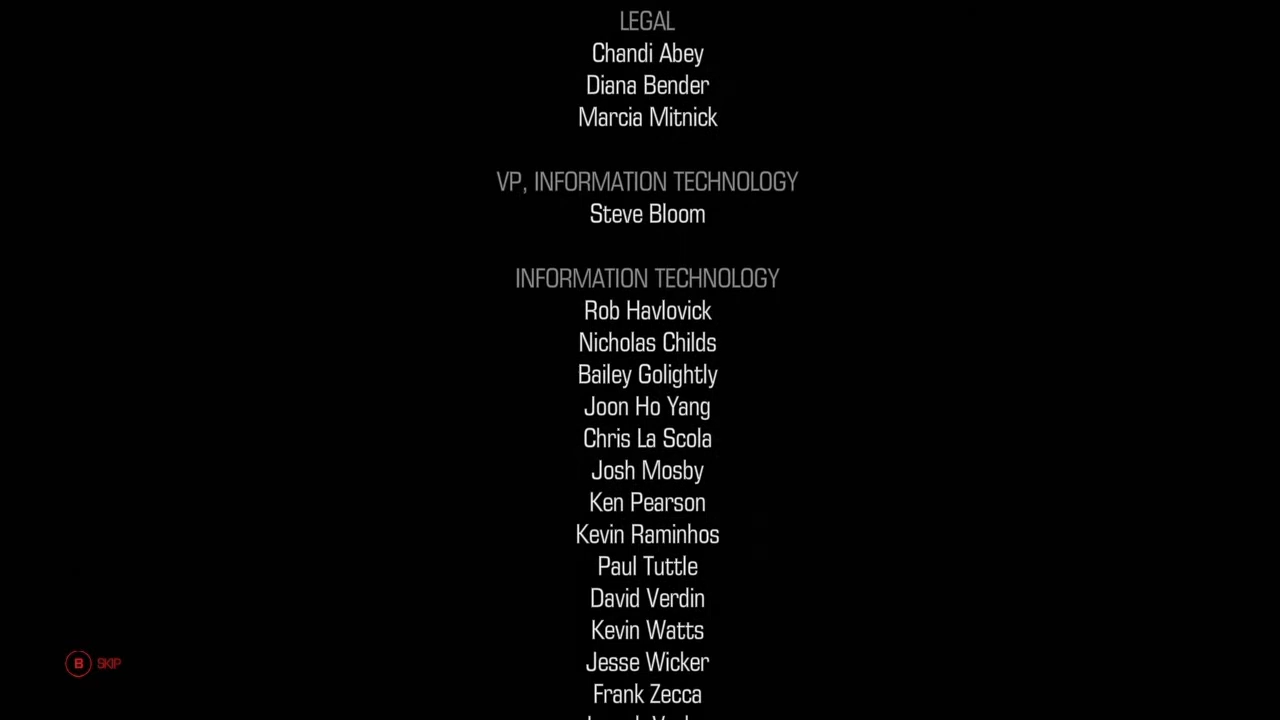 LEGAL
Chandi Abey
Diana Bender
Marcia Mitnick
VP, INFORMATION TECHNOLOGY
Steve Bloom
INFORMATION TECHNOLOGY
Rob Havlovick
Nicholas Childs
Bailey Golightly
Joon Ho Yang
Chris La Scola
Josh Mosby
Ken Pearson
Kevin Raminhos
Paul Tuttle
David Verdin
Kevin Watts
Jesse Wicker
Frank Zecca
B SKIP